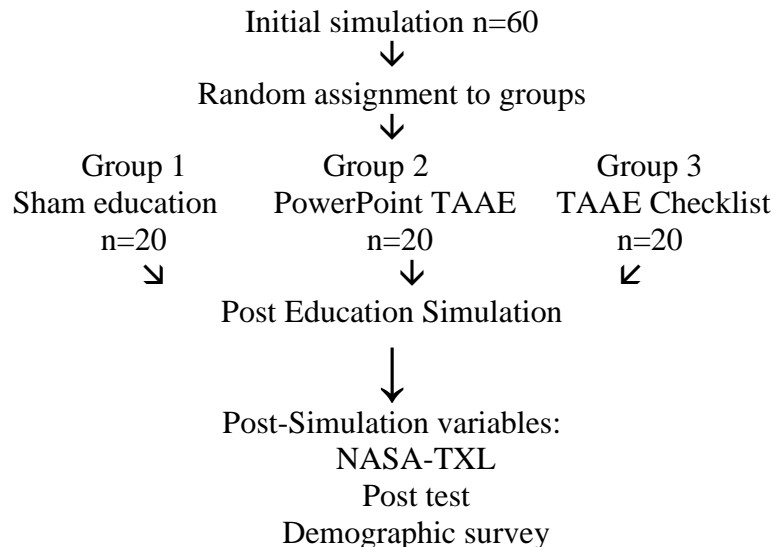 Initial simulation n=60
Random assignment to groups
Group 1 Group 2 Group 3
Sham education PowerPoint TAAE TAAE Checklist
n=20 n=20 n=20
Post Education Simulation
Post-Simulation variables:
NASA-TXL
Post test
Demographic survey